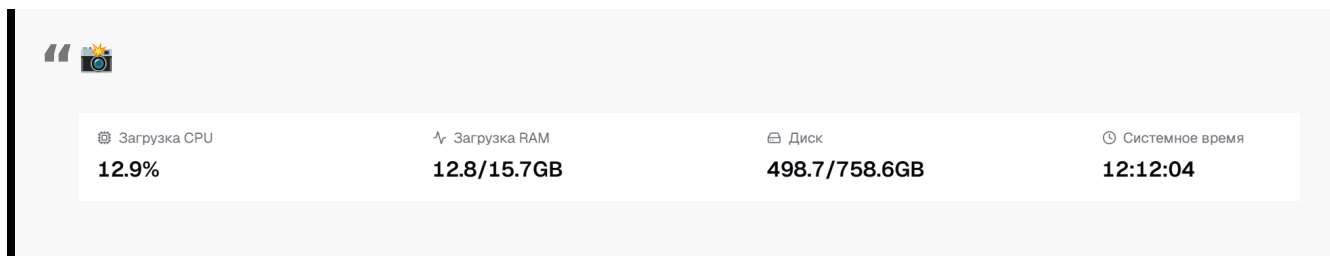 “ 📸
Загрузка CPU
12.9%
Загрузка RAM
12.8/15.7GB
Диск
498.7/758.6GB
Системное время
12:12:04